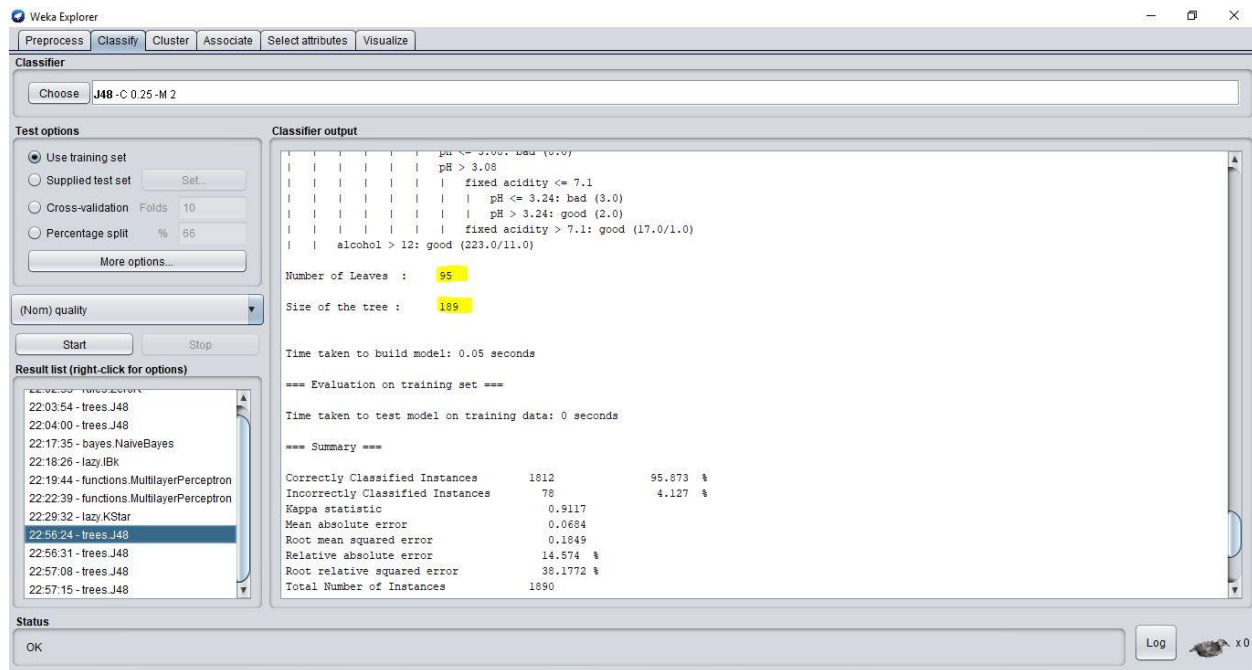 Weka Explorer
Preprocess Classify Cluster Associate Select attributes Visualize
Classifier
Choose J48 -C 0.25 -M 2
Test options
Use training set
Supplied test set Set...
Cross-validation Folds 10
Percentage split % 66
More options...
(Nom) quality
Start Stop
Result list (right-click for options)
22:03:54 - trees.J48
22:04:00 - trees.J48
22:17:35 - bayes.NaiveBayes
22:18:26 - lazy.IBk
22:19:44 - functions.MultilayerPerceptron
22:22:39 - functions.MultilayerPerceptron
22:29:32 - lazy.KStar
22:56:24 - trees.J48
22:56:31 - trees.J48
22:57:08 - trees.J48
22:57:15 - trees.J48
Classifier output
| | | | | | pH > 3.08
| | | | | | | fixed acidity <= 7.1
| | | | | | | | pH <= 3.24: bad (3.0)
| | | | | | | | pH > 3.24: good (2.0)
| | | | | | | fixed acidity > 7.1: good (17.0/1.0)
| | alcohol > 12: good (223.0/11.0)
Number of Leaves : 95
Size of the tree : 189
Time taken to build model: 0.05 seconds
=== Evaluation on training set ===
Time taken to test model on training data: 0 seconds
=== Summary ===
Correctly Classified Instances 1812 95.873 %
Incorrectly Classified Instances 78 4.127 %
Kappa statistic 0.9117
Mean absolute error 0.0684
Root mean squared error 0.1849
Relative absolute error 14.574 %
Root relative squared error 38.1772 %
Total Number of Instances 1890
Status
OK
Log
x 0